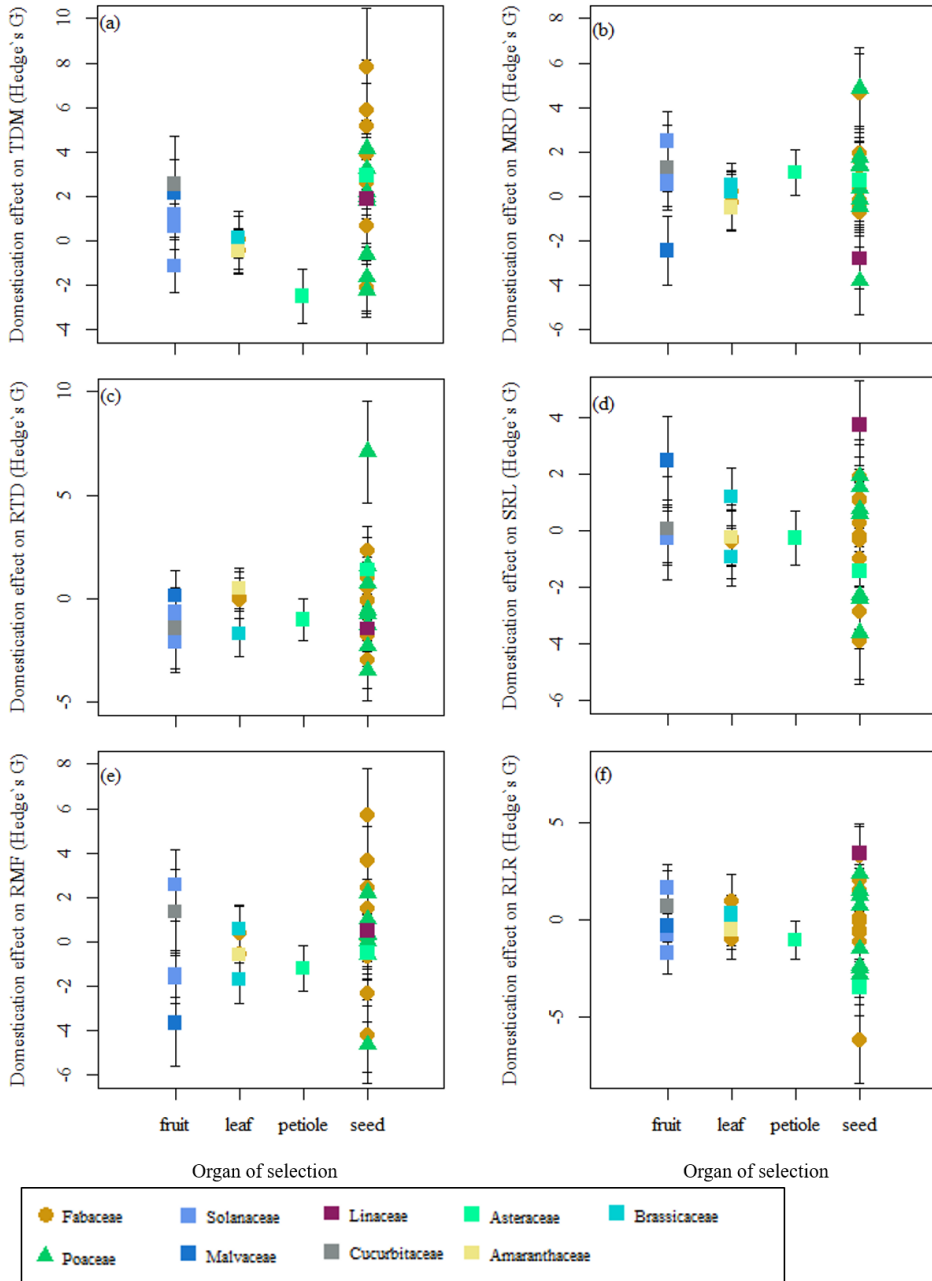 Domestication effect on TDM (Hedge`s G)
(a)
10
8
6
4
2
0
-2
-4
Domestication effect on MRD (Hedge`s G)
(b)
8
6
4
2
0
-2
-4
-6
Domestication effect on RTD (Hedge`s G)
(c)
10
5
0
-5
Domestication effect on SRL (Hedge`s G)
(d)
4
2
0
-2
-4
-6
Domestication effect on RMF (Hedge`s G)
(e)
8
6
4
2
0
-2
-4
-6
Domestication effect on RLR (Hedge`s G)
(f)
5
0
-5
fruit leaf petiole seed
fruit leaf petiole seed
Organ of selection
Organ of selection
Fabaceae Solanaceae Linaceae Asteraceae Brassicaceae
Poaceae Malvaceae Cucurbitaceae Amaranthaceae